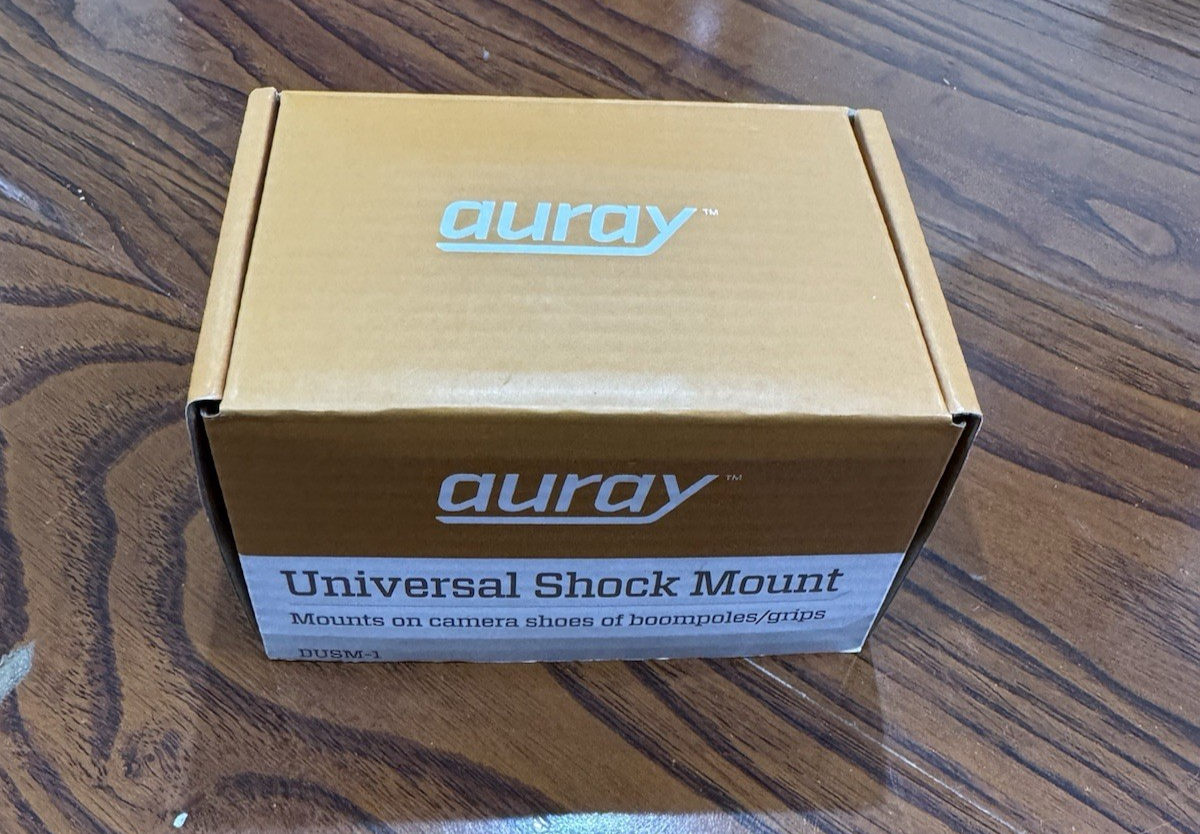 auray™
auray™
Universal Shock Mount
Mounts on camera shoes of boompoles/grips
DUSM-1